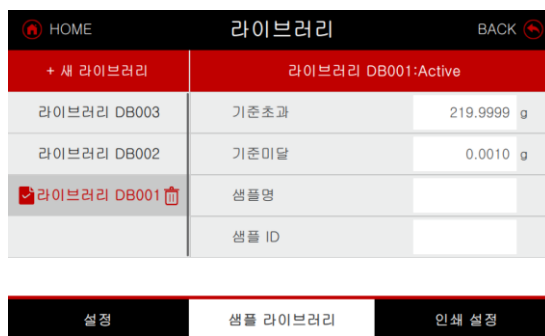 HOME 라이브러리 BACK
+ 새 라이브러리 라이브러리 DB001:Active
라이브러리 DB003 기준초과 219.9999 g
라이브러리 DB002 기준미달 0.0010 g
라이브러리 DB001 샘플명
샘플 ID
설정 샘플 라이브러리 인쇄 설정